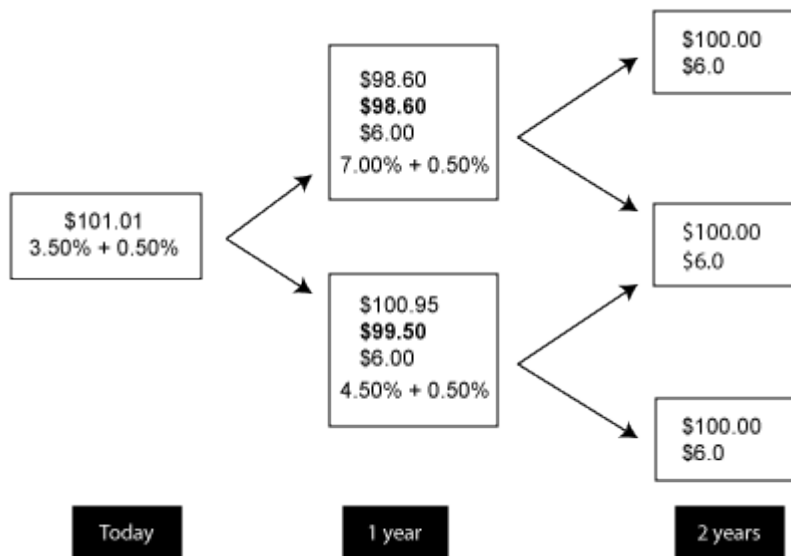 $101.01
3.50% + 0.50%
$98.60
$98.60
$6.00
7.00% + 0.50%
$100.95
$99.50
$6.00
4.50% + 0.50%
$100.00
$6.0
$100.00
$6.0
$100.00
$6.0
Today
1 year
2 years